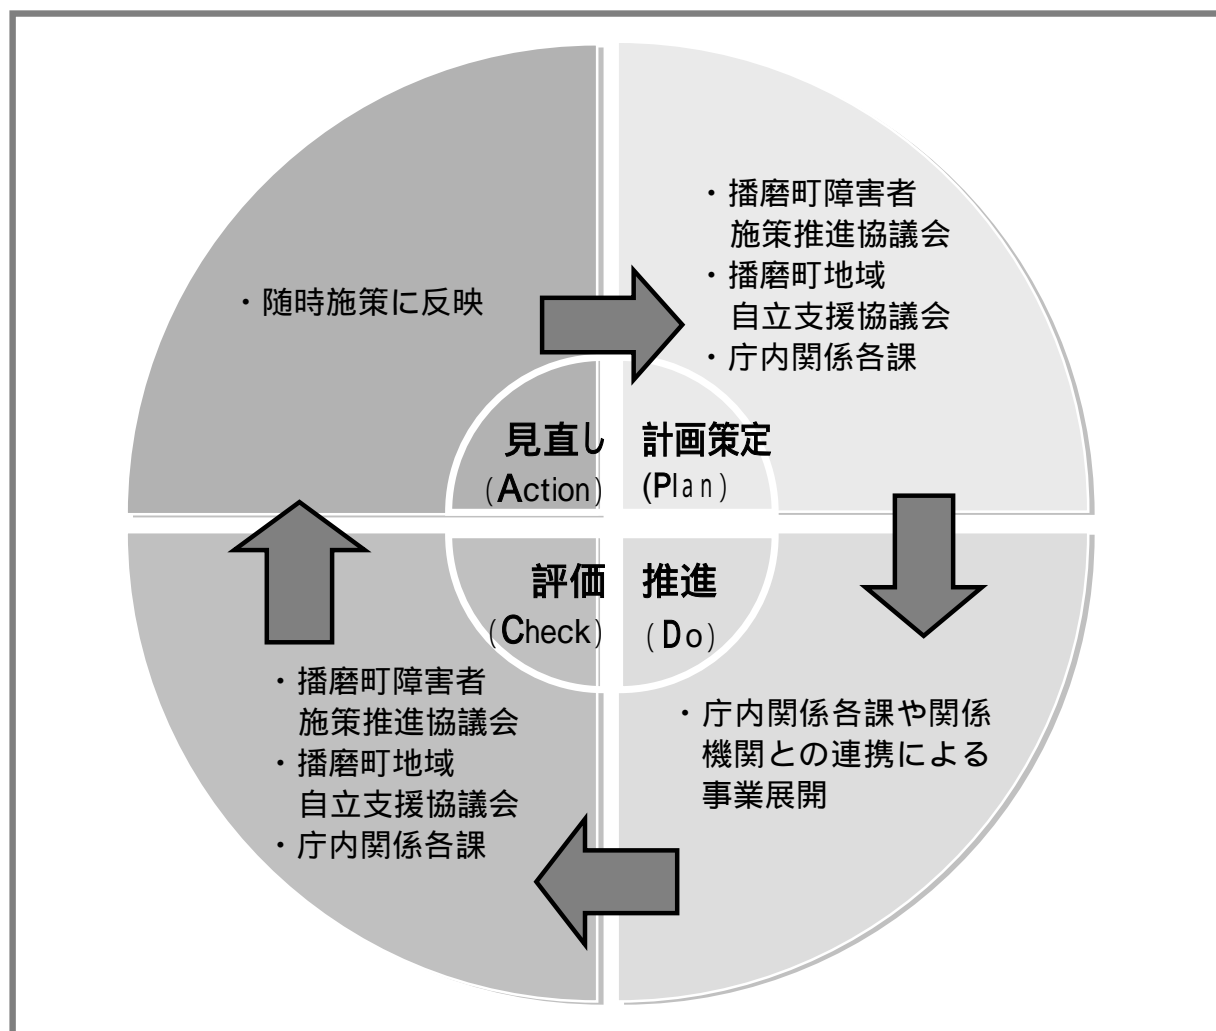 ・随時施策に反映
見直し
(Action)
・播磨町障害者
施策推進協議会
・播磨町地域
自立支援協議会
・庁内関係各課
計画策定
(Plan)
推進
(Do)
・庁内関係各課や関係
機関との連携による
事業展開
評価
(Check)
・播磨町障害者
施策推進協議会
・播磨町地域
自立支援協議会
・庁内関係各課